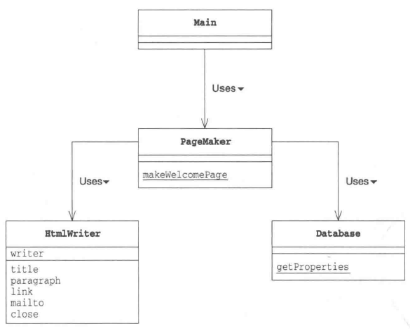 Main
Uses
PageMaker
makeWelcomePage
Uses
Uses
HtmlWriter
writer
title
paragraph
link
mailto
close
Database
getProperties